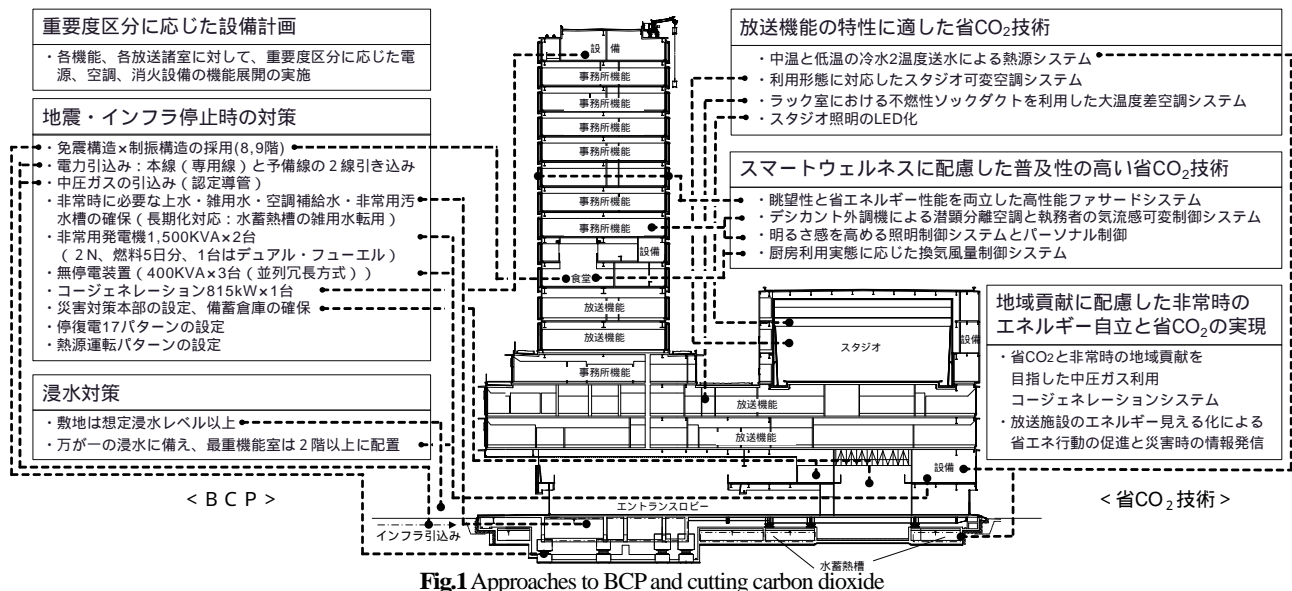 重要度区分に応じた設備計画
・各機能、各放送諸室に対して、重要度区分に応じた電
源、空調、消火設備の機能展開の実施
地震・インフラ停止時の対策
・免震構造×制振構造の採用(8,9階)
・電力引込み：本線（専用線）と予備線の２線引き込み
・中圧ガスの引込み（認定導管）
・非常時に必要な上水・雑用水・空調補給水・非常用汚
水槽の確保（長期化対応：水蓄熱槽の雑用水転用）
・非常用発電機1,500KVA×2台
（２N、燃料5日分、1台はデュアル・フューエル）
・無停電装置（400KVA×3台（並列冗長方式））
・コージェネレーション815kW×1台
・災害対策本部の設定、備蓄倉庫の確保
・停復電17パターンの設定
・熱源運転パターンの設定
浸水対策
・敷地は想定浸水レベル以上
・万が一の浸水に備え、最重機能室は２階以上に配置
＜ＢＣＰ＞
インフラ引込み
設 備
事務所機能
事務所機能
事務所機能
事務所機能
事務所機能
事務所機能
設備
食堂
放送機能
放送機能
事務所機能
放送機能
放送機能
スタジオ
設備
設備
エントランスロビー
水蓄熱槽
放送機能の特性に適した省CO₂技術
・中温と低温の冷水2温度送水による熱源システム
・利用形態に対応したスタジオ可変空調システム
・ラック室における不燃性ソックダクトを利用した大温度差空調システム
・スタジオ照明のLED化
スマートウェルネスに配慮した普及性の高い省CO₂技術
・眺望性と省エネルギー性能を両立した高性能ファサードシステム
・デシカント外調機による潜顕分離空調と執務者の気流感可変制御システム
・明るさ感を高める照明制御システムとパーソナル制御
・厨房利用実態に応じた換気風量制御システム
地域貢献に配慮した非常時の
エネルギー自立と省CO₂の実現
・省CO₂と非常時の地域貢献を
目指した中圧ガス利用
コージェネレーションシステム
・放送施設のエネルギー見える化による
省エネ行動の促進と災害時の情報発信
＜省CO₂技術＞
Fig.1 Approaches to BCP and cutting carbon dioxide